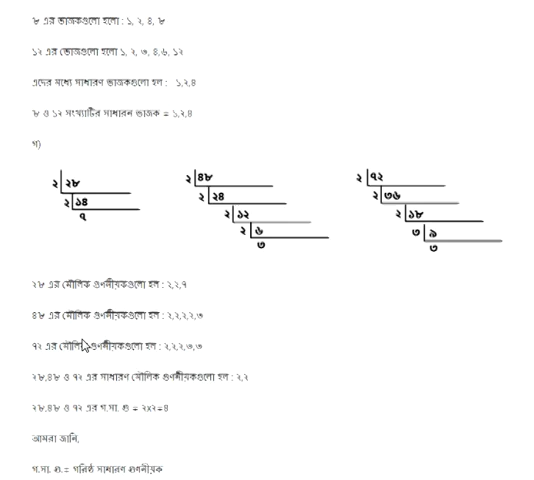 ৮ এর ভাজকগুলো হলো : ১, ২, ৪, ৮
১২ এর ভোজগুলো হলো ১, ২, ৩, ৪,৬, ১২
এদের মধ্যে সাধারণ ভাজকগুলো হল : ১,২,৪
৮ ও ১২ সংখ্যাটির সাধারন ভাজক = ১,২,৪
গ)
২ ২৮
২ ১৪
৭
২ ৪৮
২ ২৪
২ ১২
২ ৬
৩
২ ৭২
২ ৩৬
২ ১৮
৩ ৯
৩
২৮ এর মৌলিক গুণনীয়কগুলো হল : ২,২,৭
৪৮ এর মৌলিক গুণনীয়কগুলো হল : ২,২,২,২,৩
৭২ এর মৌলিক গুণনীয়কগুলো হল : ২,২,২,৩,৩
২৮,৪৮ ও ৭২ এর সাধারণ মৌলিক গুণনীয়কগুলো হল : ২,২
২৮,৪৮ ও ৭২ এর গ.সা. গু = ২x২=৪
আমরা জানি,
গ.সা. গু.= গরিষ্ঠ সাধারণ গুণনীয়ক